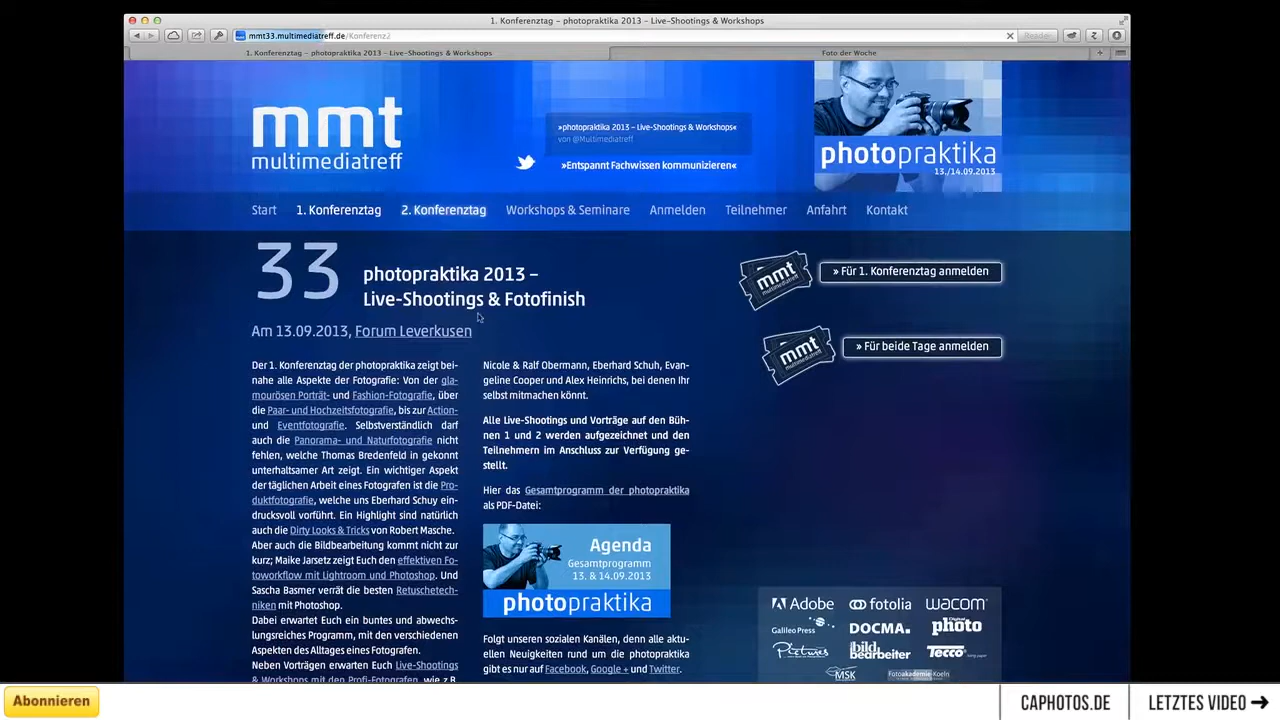 1. Konferenztag – photopraktika 2013 – Live-Shootings & Workshops
mmt33.multimediatreff.de/Konferenz
Reader
1. Konferenztag – photopraktika 2013 – Live-Shootings & Workshops
Foto der Woche
mmt
multimediatreff
»photopraktika 2013 – Live-Shootings & Workshops«
von @Multimediatreff
»Entspannt Fachwissen kommunizieren«
photopraktika
13./14.09.2013
Start 1. Konferenztag 2. Konferenztag Workshops & Seminare Anmelden Teilnehmer Anfahrt Kontakt
33
photopraktika 2013 –
Live-Shootings & Fotofinish
Am 13.09.2013, Forum Leverkusen
mmt
multimediatreff
» Für 1. Konferenztag anmelden
mmt
multimediatreff
» Für beide Tage anmelden
Der 1. Konferenztag der photopraktika zeigt bei-
nahe alle Aspekte der Fotografie: Von der gla-
mourösen Porträt- und Fashion-Fotografie, über
die Paar- und Hochzeitsfotografie, bis zur Action-
und Eventfotografie. Selbstverständlich darf
auch die Panorama- und Naturfotografie nicht
fehlen, welche Thomas Bredenfeld in gekonnt
unterhaltsamer Art zeigt. Ein wichtiger Aspekt
der täglichen Arbeit eines Fotografen ist die Pro-
duktfotografie, welche uns Eberhard Schuy ein-
drucksvoll vorführt. Ein Highlight sind natürlich
auch die Dirty Looks & Tricks von Robert Masche.
Aber auch die Bildbearbeitung kommt nicht zur
kurz; Maike Jarsetz zeigt Euch den effektiven Fo-
toworkflow mit Lightroom und Photoshop. Und
Sascha Basmer verrät die besten Retuschetech-
niken mit Photoshop.
Dabei erwartet Euch ein buntes und abwechs-
lungsreiches Programm, mit den verschiedenen
Aspekten des Alltages eines Fotografen.
Neben Vorträgen erwarten Euch Live-Shootings
& Workshops mit den Profi-Fotografen, wie z.B.
Nicole & Ralf Obermann, Eberhard Schuh, Evan-
geline Cooper und Alex Heinrichs, bei denen Ihr
selbst mitmachen könnt.
Alle Live-Shootings und Vorträge auf den Büh-
nen 1 und 2 werden aufgezeichnet und den
Teilnehmern im Anschluss zur Verfügung ge-
stellt.
Hier das Gesamtprogramm der photopraktika
als PDF-Datei:
Agenda
Gesamtprogramm
13. & 14.09.2013
photopraktika
Folgt unseren sozialen Kanälen, denn alle aktu-
ellen Neuigkeiten rund um die photopraktika
gibt es nur auf Facebook, Google + und Twitter.
Adobe fotolia wacom
Galileo Press DOCMA. Digital photo
Pictures bild bearbeiter Tecco
MSK Fotoakademie Koeln
Abonnieren
CAPHOTOS.DE
LETZTES VIDEO